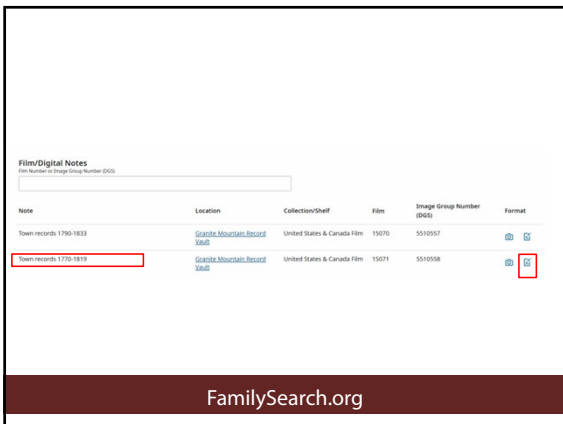 Film/Digital Notes
Film Number or Image Group Number (DGS)
Note Location Collection/Shelf Film Image Group Number (DGS) Format
Town records 1790-1833 Granite Mountain Record Vault United States & Canada Film 15070 5510557
Town records 1770-1819 Granite Mountain Record Vault United States & Canada Film 15071 5510558
FamilySearch.org